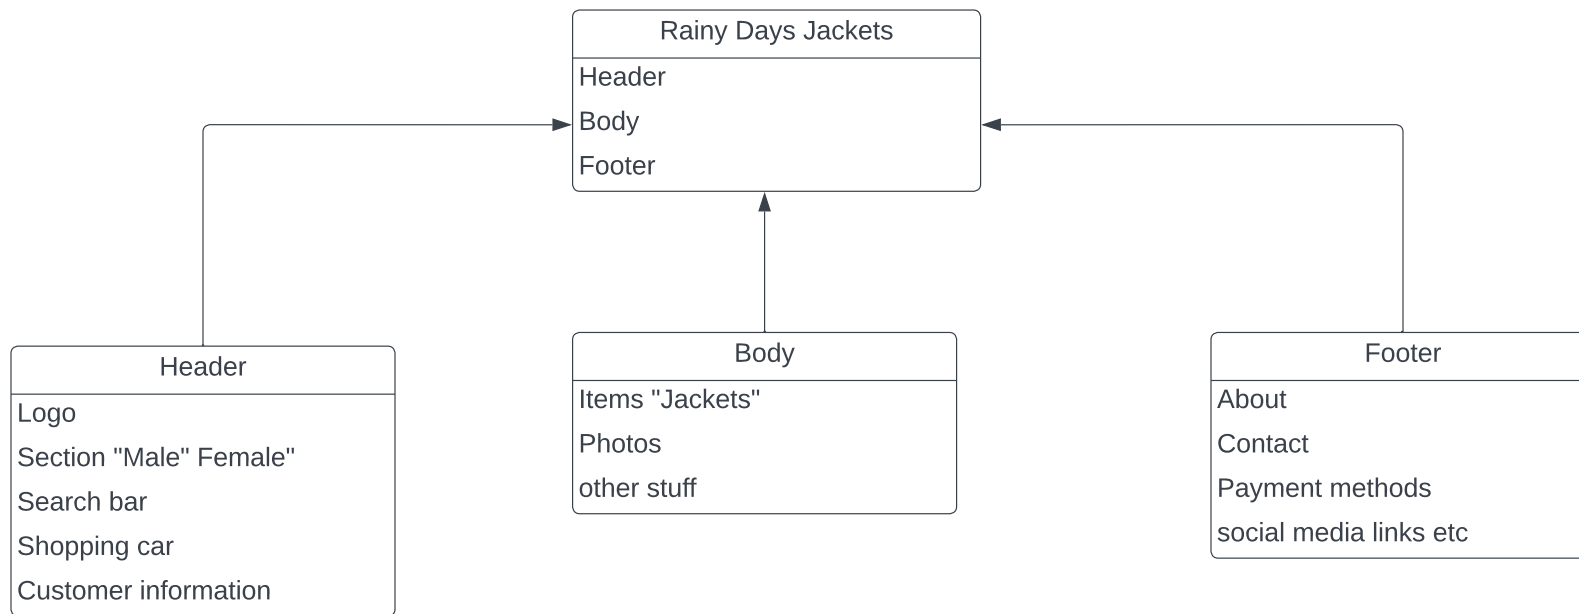 Rainy Days Jackets
Header
Body
Footer
Header
Logo
Section "Male" Female"
Search bar
Shopping car
Customer information
Body
Items "Jackets"
Photos
other stuff
Footer
About
Contact
Payment methods
social media links etc